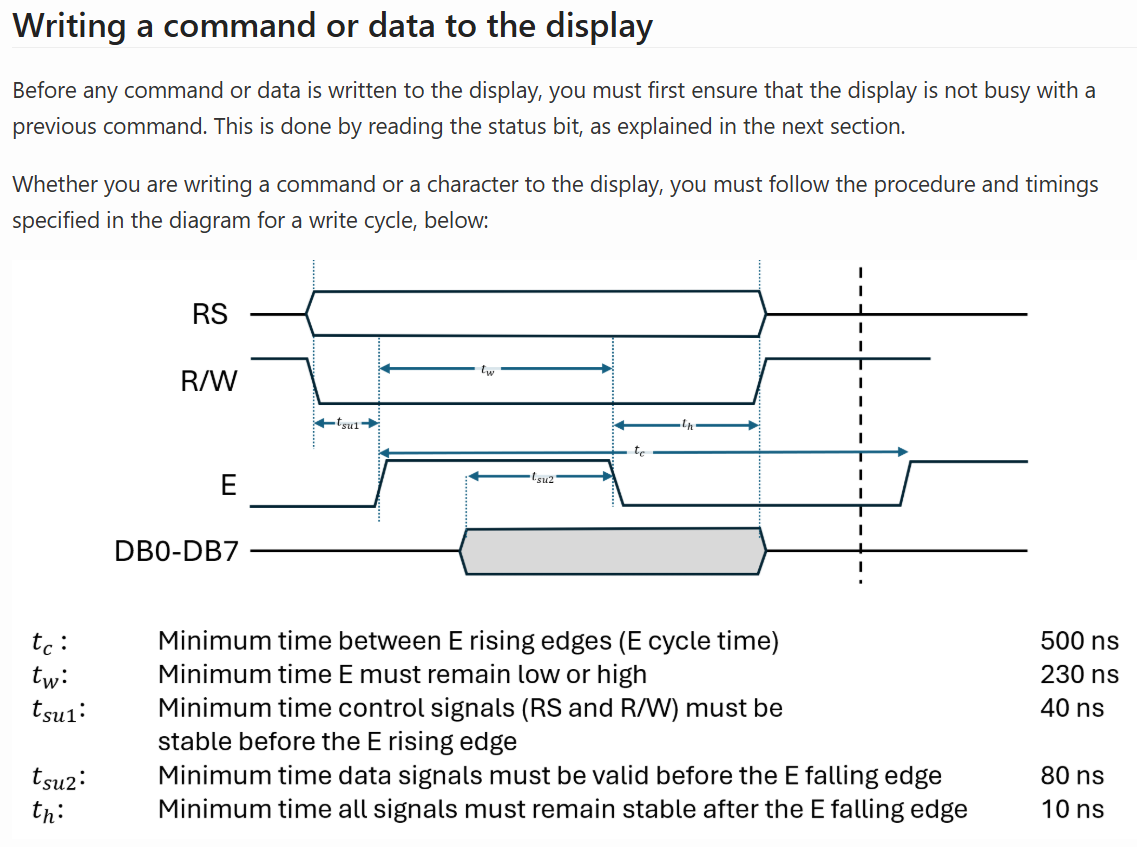 Writing a command or data to the display
Before any command or data is written to the display, you must first ensure that the display is not busy with a
previous command. This is done by reading the status bit, as explained in the next section.
Whether you are writing a command or a character to the display, you must follow the procedure and timings
specified in the diagram for a write cycle, below:
RS
R/W
tw
tsu1
th
tc
E
tsu2
DB0-DB7
tc: Minimum time between E rising edges (E cycle time) 500 ns
tw: Minimum time E must remain low or high 230 ns
tsu1: Minimum time control signals (RS and R/W) must be 40 ns
stable before the E rising edge
tsu2: Minimum time data signals must be valid before the E falling edge 80 ns
th: Minimum time all signals must remain stable after the E falling edge 10 ns